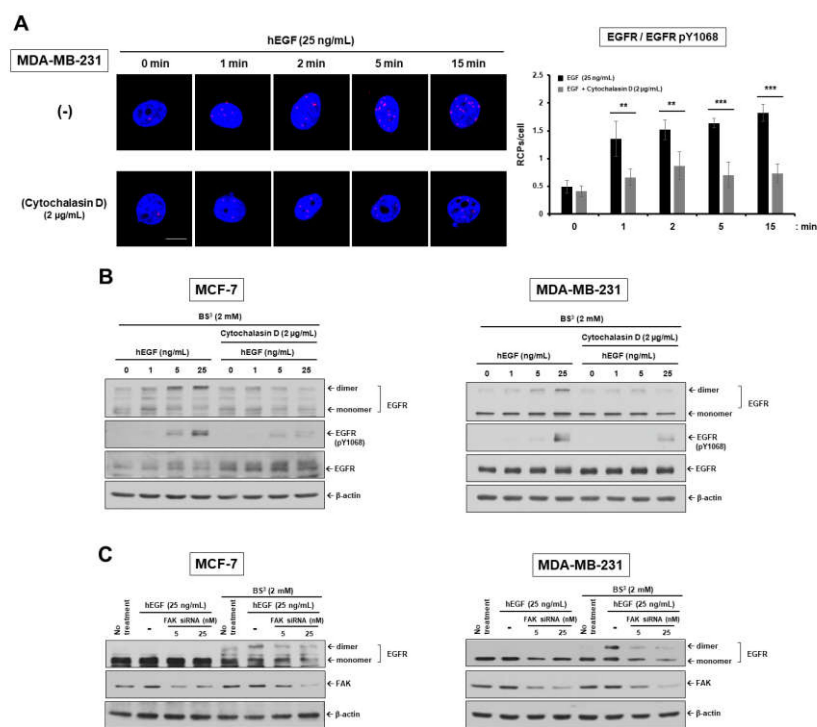 A
hEGF (25 ng/mL)
MDA-MB-231
0 min 1 min 2 min 5 min 15 min
(-)
(Cytochalasin D)
(2 μg/mL)
EGFR / EGFR pY1068
EGF (25 ng/mL)
EGF + Cytochalasin D (2μg/mL)
RCPs/cell
2.5
2
1.5
1
0.5
0
** ** *** ***
0 1 2 5 15 : min
B
MCF-7
BS³ (2 mM)
Cytochalasin D (2 μg/mL)
hEGF (ng/mL) hEGF (ng/mL)
0 1 5 25 0 1 5 25
←dimer
←monomer
EGFR
←EGFR
(pY1068)
←EGFR
←β-actin
MDA-MB-231
BS³ (2 mM)
Cytochalasin D (2 μg/mL)
hEGF (ng/mL) hEGF (ng/mL)
0 1 5 25 0 1 5 25
←dimer
←monomer
EGFR
←EGFR
(pY1068)
←EGFR
←β-actin
C
MCF-7
BS³ (2 mM)
No treatment
hEGF (25 ng/mL)
FAK siRNA (nM)
- 5 25
No treatment
hEGF (25 ng/mL)
FAK siRNA (nM)
- 5 25
←dimer
←monomer
EGFR
←FAK
←β-actin
MDA-MB-231
BS³ (2 mM)
No treatment
hEGF (25 ng/mL)
FAK siRNA (nM)
- 5 25
No treatment
hEGF (25 ng/mL)
FAK siRNA (nM)
- 5 25
←dimer
←monomer
EGFR
←FAK
←β-actin